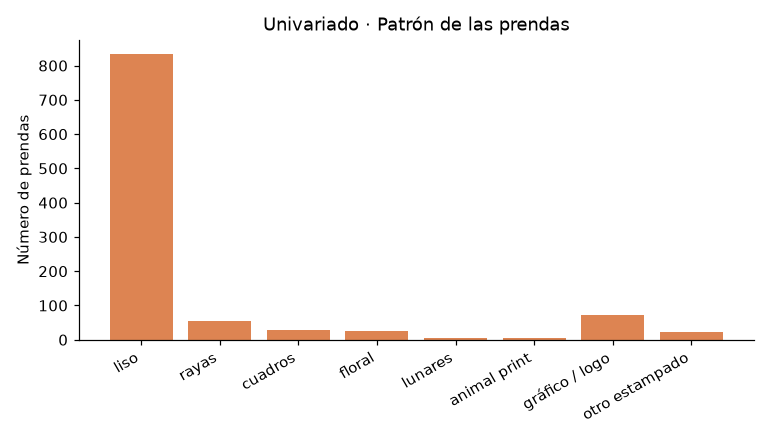 Univariado · Patrón de las prendas
Número de prendas
800
700
600
500
400
300
200
100
0
liso
rayas
cuadros
floral
lunares
animal print
gráfico / logo
otro estampado